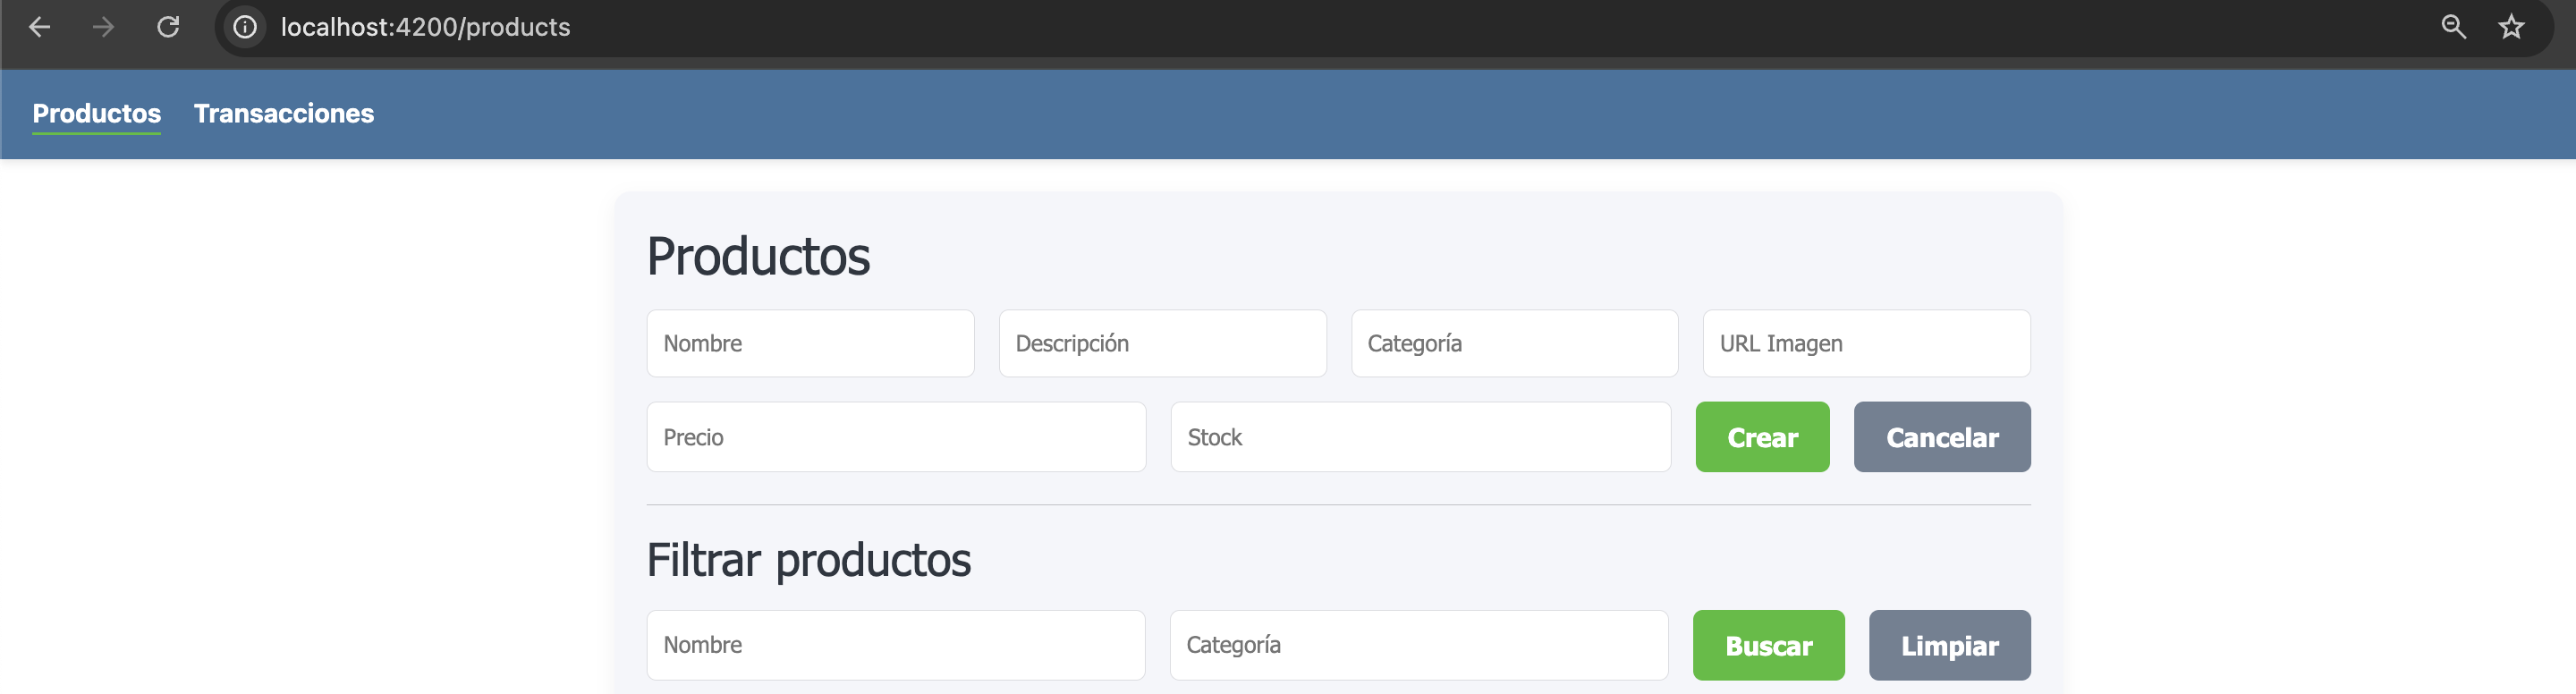 localhost:4200/products
Productos Transacciones
Productos
Nombre Descripción Categoría URL Imagen
Precio Stock Crear Cancelar
Filtrar productos
Nombre Categoría Buscar Limpiar